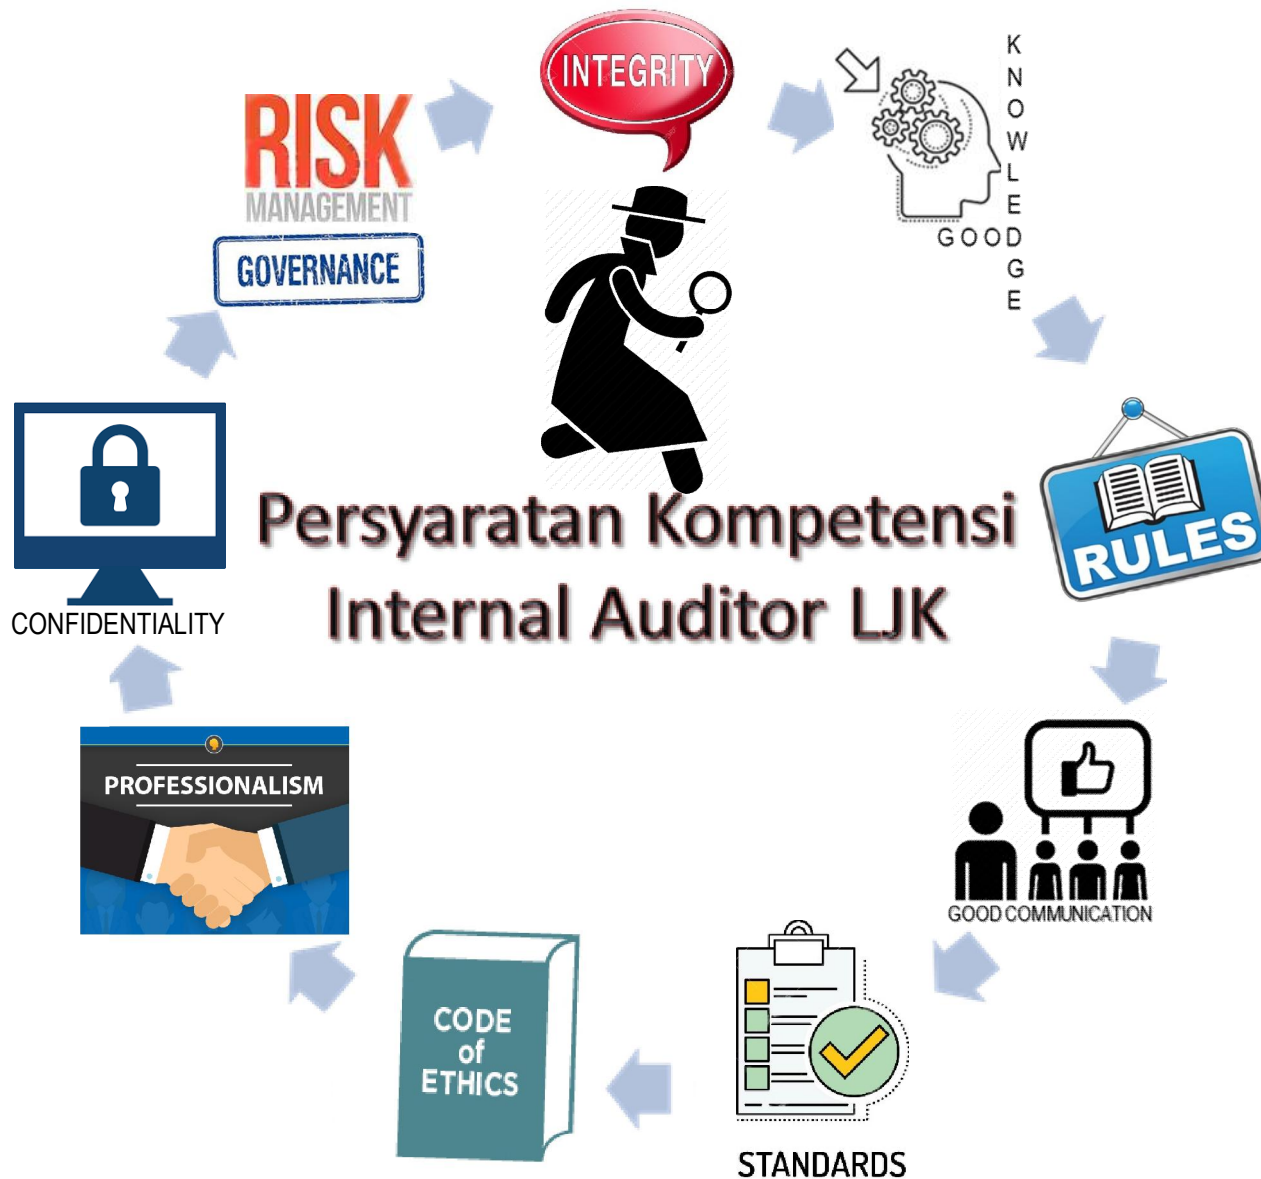 INTEGRITY
GOOD KNOWLEDGE
RULES
GOOD COMMUNICATION
STANDARDS
CODE
of
ETHICS
PROFESSIONALISM
CONFIDENTIALITY
RISK
MANAGEMENT
GOVERNANCE
Persyaratan Kompetensi
Internal Auditor LJK